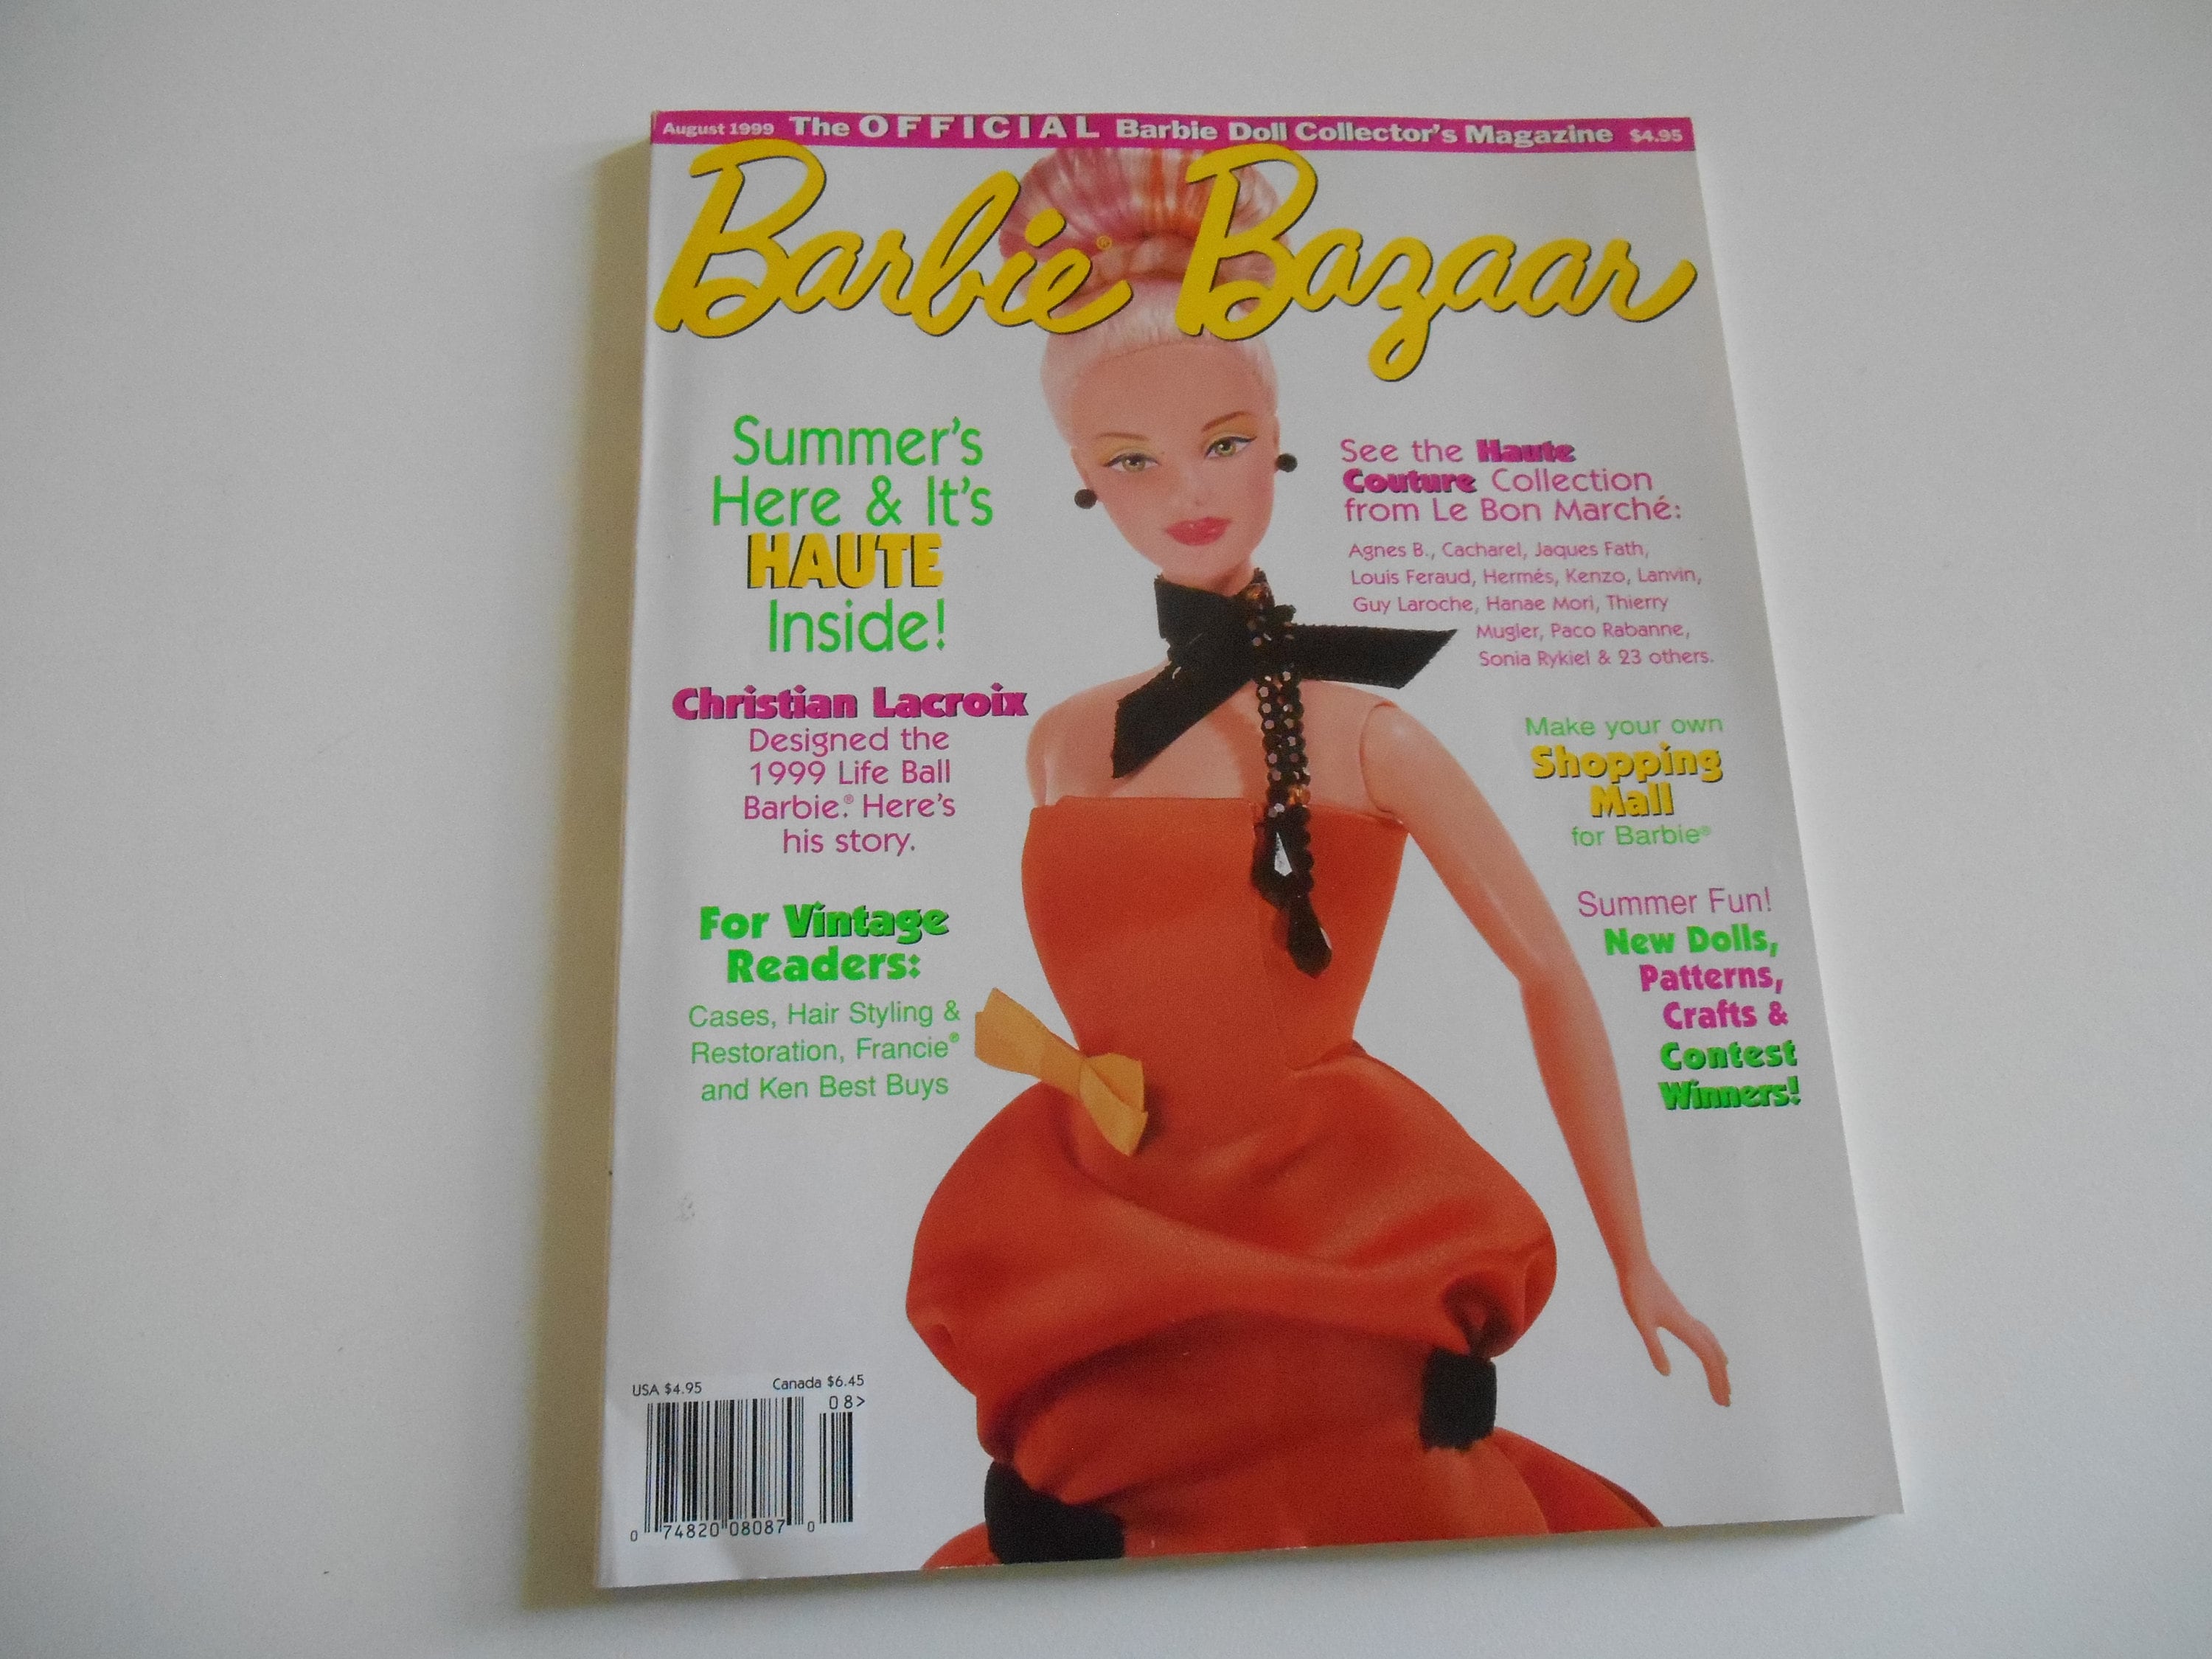 August 1999 The OFFICIAL Barbie Doll Collector's Magazine $4.95
Barbie® Bazaar
Summer's
Here & It's
HAUTE
Inside!
Christian Lacroix
Designed the
1999 Life Ball
Barbie.® Here's
his story.
For Vintage
Readers:
Cases, Hair Styling &
Restoration, Francie®
and Ken Best Buys
See the Haute
Couture Collection
from Le Bon Marché:
Agnes B., Cacharel, Jaques Fath,
Louis Feraud, Hermés, Kenzo, Lanvin,
Guy Laroche, Hanae Mori, Thierry
Mugler, Paco Rabanne,
Sonia Rykiel & 23 others.
Make your own
Shopping
Mall
for Barbie®
Summer Fun!
New Dolls,
Patterns,
Crafts &
Contest
Winners!
USA $4.95 Canada $6.45
08>
0 74820 08087 0